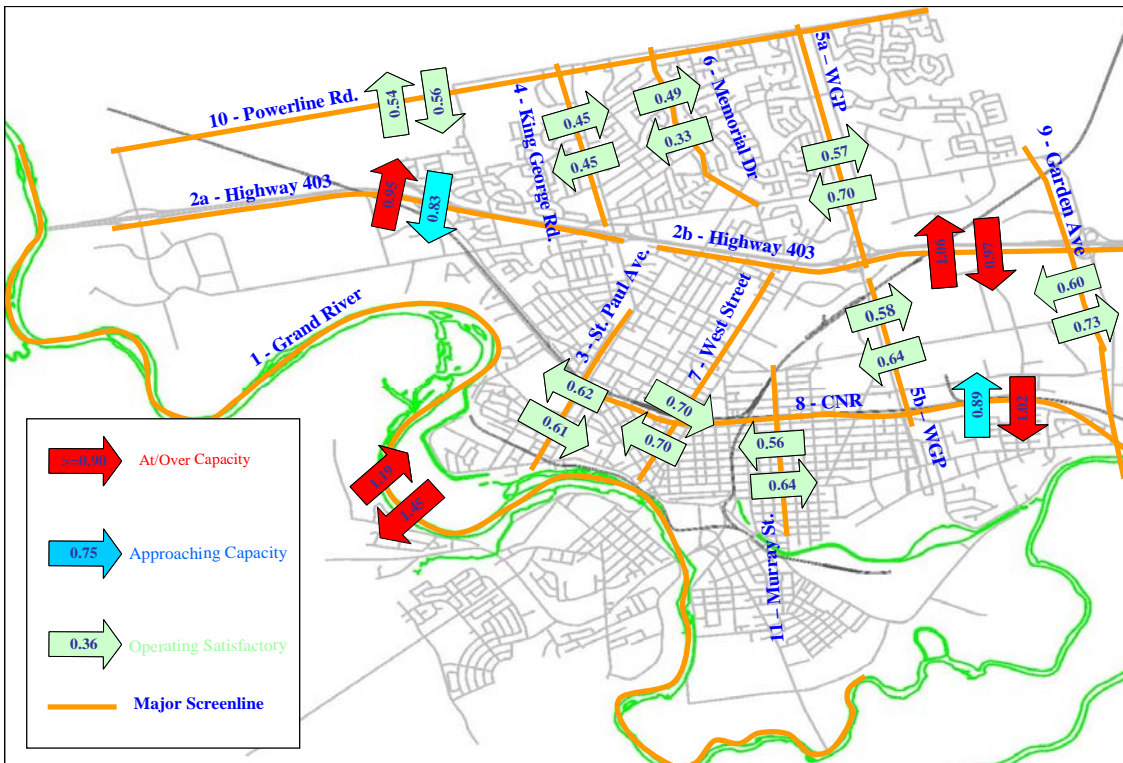 5a – WGP
6 - Memorial Dr
4 - King George Rd.
10 - Powerline Rd.
0.54
0.56
0.49
0.45
0.33
0.45
0.57
0.70
9 - Garden Ave
2a - Highway 403
0.95
0.83
2b - Highway 403
1.06
0.97
0.60
0.73
1 - Grand River
3 - St. Paul Ave.
7 - West Street
0.58
0.64
0.62
0.61
0.70
0.70
8 - CNR
5b – WGP
0.89
1.02
0.56
0.64
1.19
1.45
11 – Murray St.
>=0.90
At/Over Capacity
0.75
Approaching Capacity
0.36
Operating Satisfactory
Major Screenline